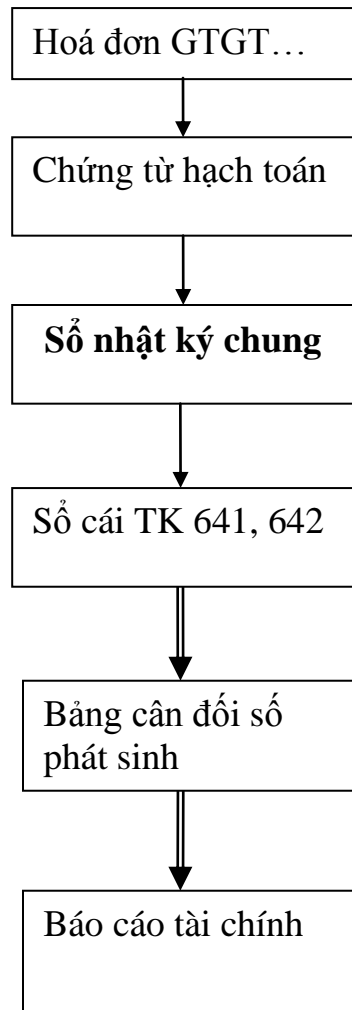 Hoá đơn GTGT…
Chứng từ hạch toán
Sổ nhật ký chung
Sổ cái TK 641, 642
Bảng cân đối số
phát sinh
Báo cáo tài chính